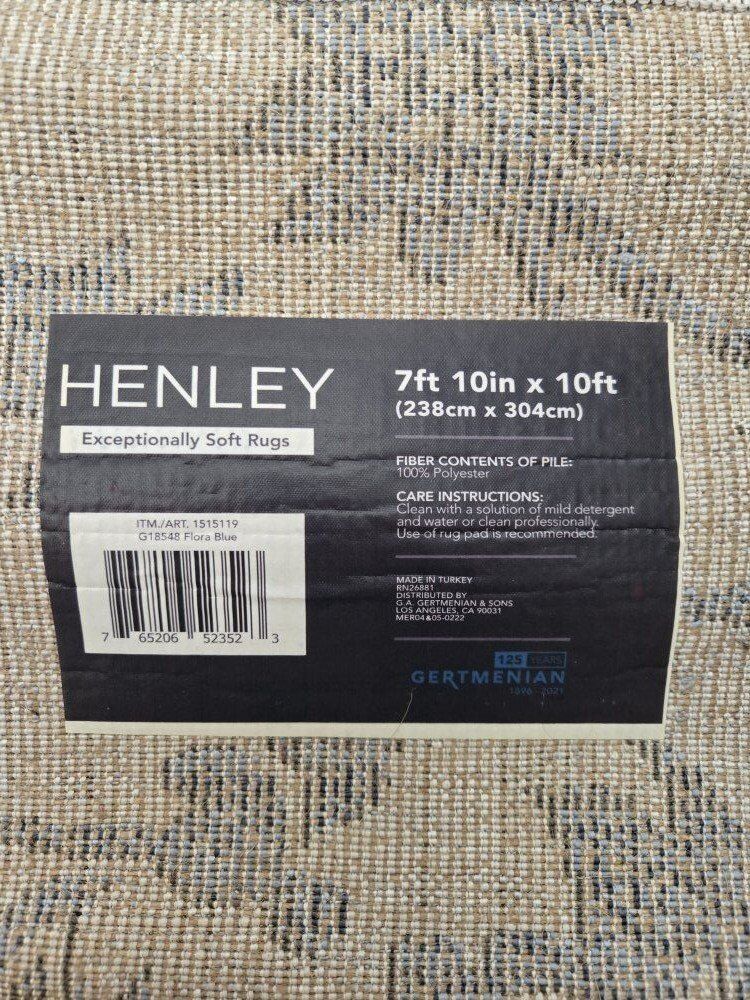 HENLEY
Exceptionally Soft Rugs
ITM./ART. 1515119
G18548 Flora Blue
7 65206 52352 3
7ft 10in x 10ft
(238cm x 304cm)
FIBER CONTENTS OF PILE:
100% Polyester
CARE INSTRUCTIONS:
Clean with a solution of mild detergent
and water or clean professionally.
Use of rug pad is recommended.
MADE IN TURKEY
RN26881
DISTRIBUTED BY
G.A. GERTMENIAN & SONS
LOS ANGELES, CA 90031
MER04&05-0222
125 YEARS
GERTMENIAN
1896-2021